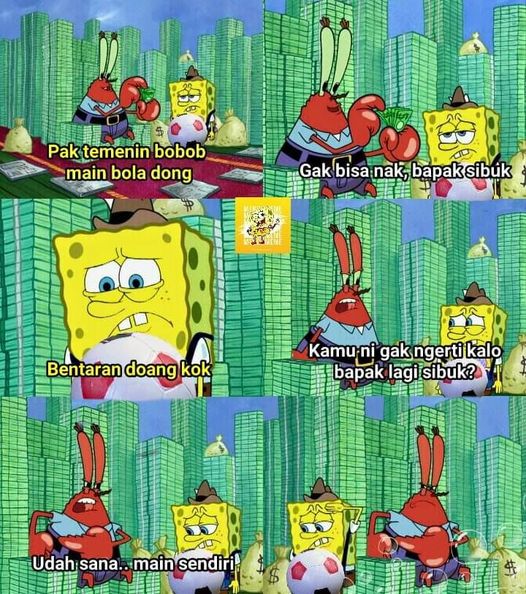 Pak temenin bobob
main bola dong
Gak bisa nak, bapak sibuk
Bentaran doang kok
Kamu ni gak ngerti kalo
bapak lagi sibuk?
Udah sana.. main sendiri